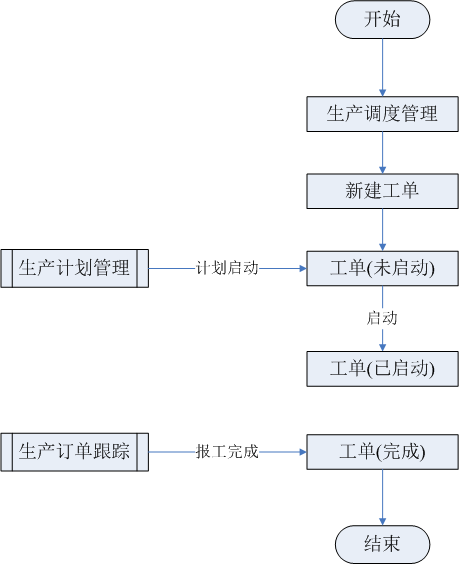 开始
生产调度管理
新建工单
生产计划管理
计划启动
工单(未启动)
启动
工单(已启动)
生产订单跟踪
报工完成
工单(完成)
结束